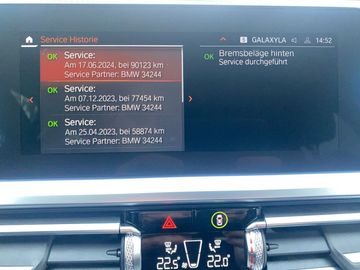 Service Historie
S GALAXYLA 14:52
OK Service:
Am 17.06.2024, bei 90123 km
Service Partner: BMW 34244
OK Service:
Am 07.12.2023, bei 77454 km
Service Partner: BMW 34244
OK Service:
Am 25.04.2023, bei 58874 km
Service Partner: BMW 34244
OK Bremsbeläge hinten
Service durchgeführt
22.5
22.0